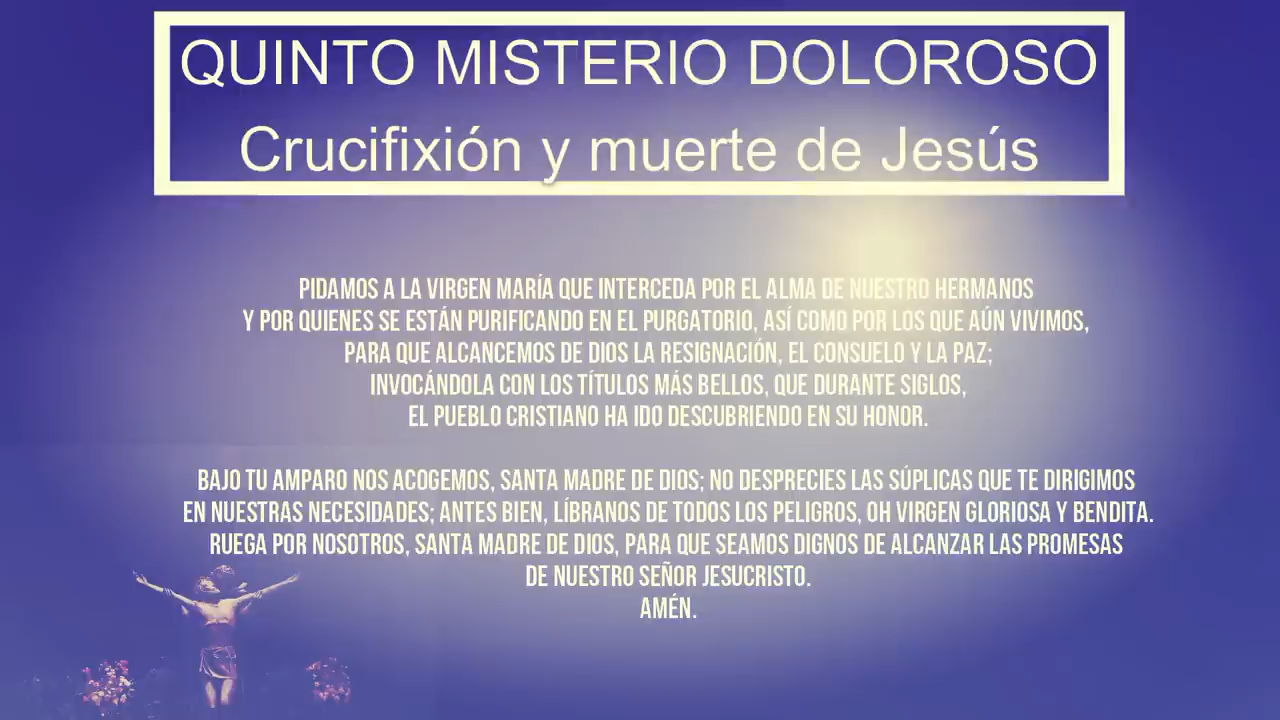 QUINTO MISTERIO DOLOROSO
Crucifixión y muerte de Jesús
PIDAMOS A LA VIRGEN MARÍA QUE INTERCEDA POR EL ALMA DE NUESTRO HERMANOS
Y POR QUIENES SE ESTÁN PURIFICANDO EN EL PURGATORIO, ASÍ COMO POR LOS QUE AÚN VIVIMOS,
PARA QUE ALCANCEMOS DE DIOS LA RESIGNACIÓN, EL CONSUELO Y LA PAZ;
INVOCÁNDOLA CON LOS TÍTULOS MÁS BELLOS, QUE DURANTE SIGLOS,
EL PUEBLO CRISTIANO HA IDO DESCUBRIENDO EN SU HONOR.
BAJO TU AMPARO NOS ACOGEMOS, SANTA MADRE DE DIOS; NO DESPRECIES LAS SÚPLICAS QUE TE DIRIGIMOS
EN NUESTRAS NECESIDADES; ANTES BIEN, LÍBRANOS DE TODOS LOS PELIGROS, OH VIRGEN GLORIOSA Y BENDITA.
RUEGA POR NOSOTROS, SANTA MADRE DE DIOS, PARA QUE SEAMOS DIGNOS DE ALCANZAR LAS PROMESAS
DE NUESTRO SEÑOR JESUCRISTO.
AMÉN.